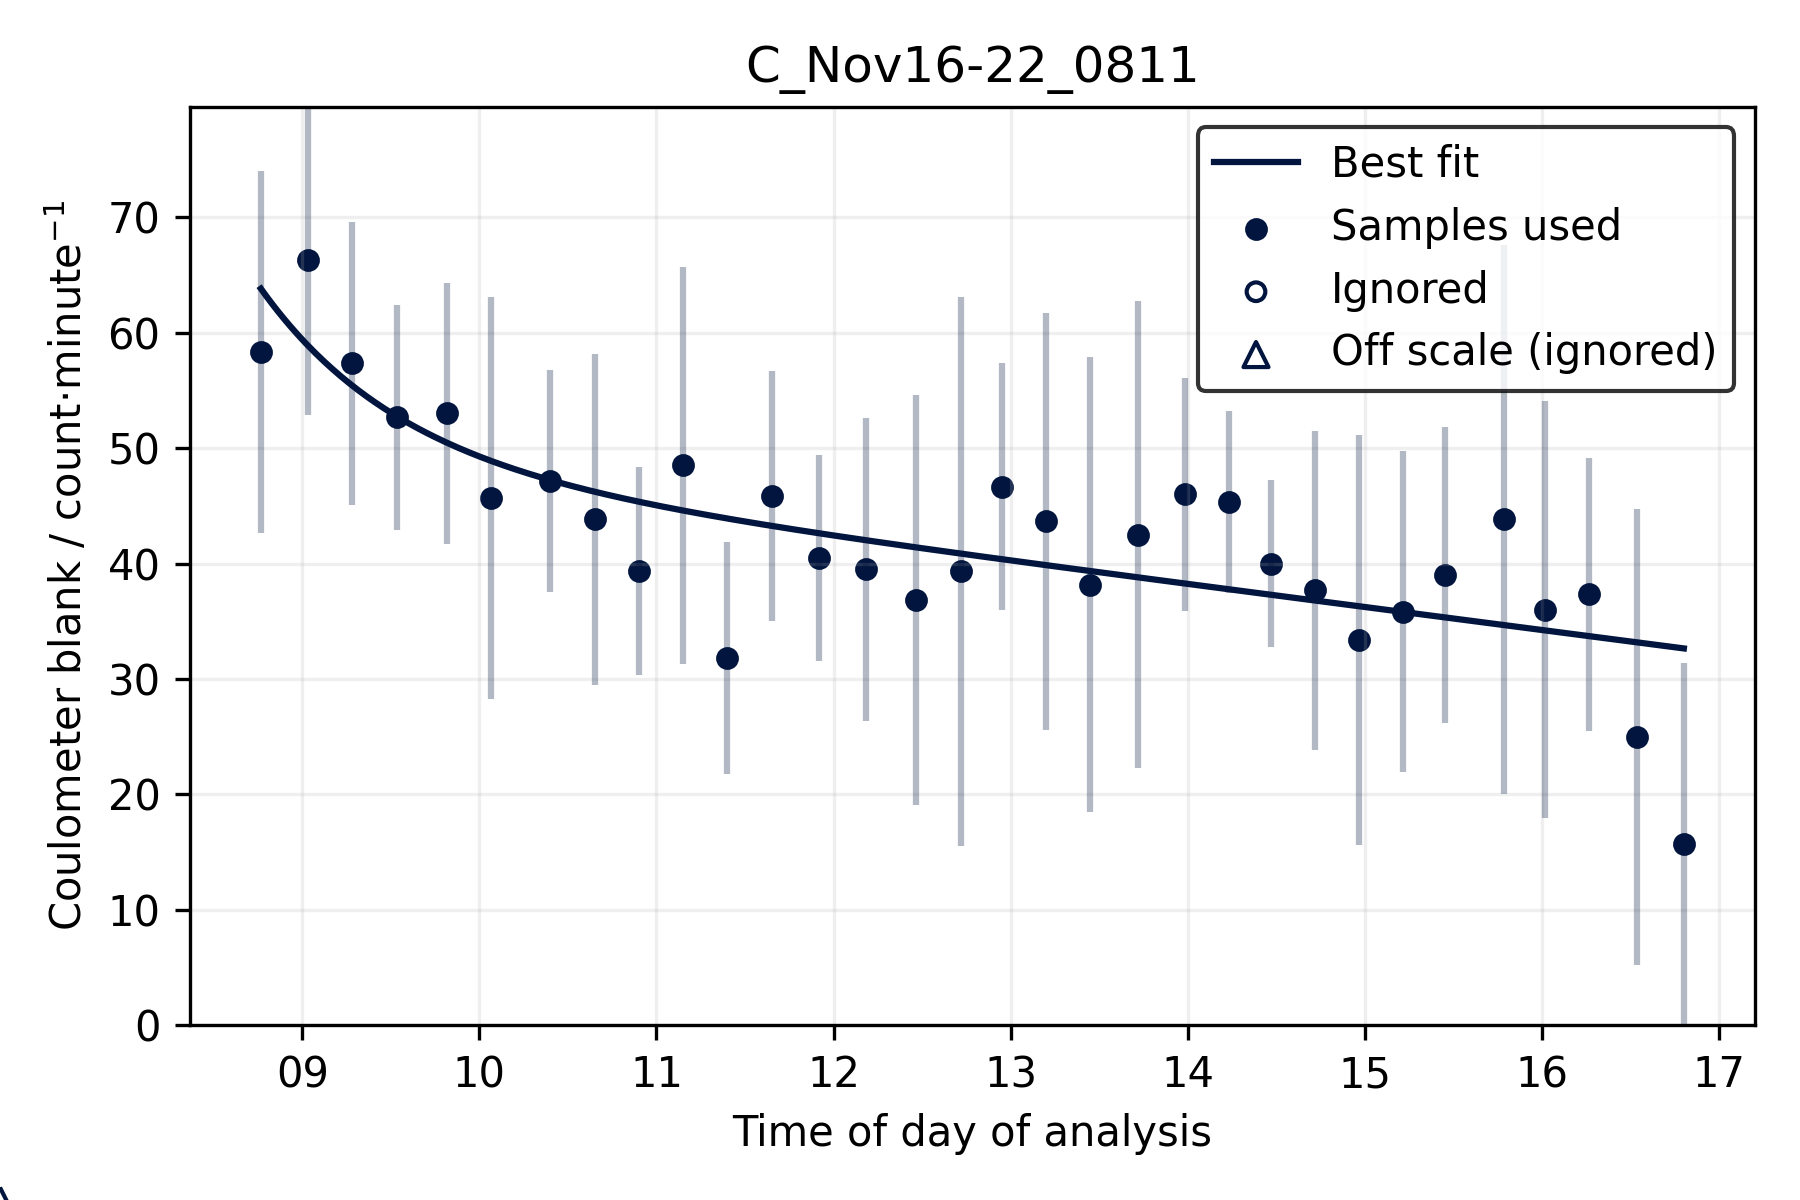 C_Nov16-22_0811
Best fit
Samples used
Ignored
Off scale (ignored)
Coulometer blank / count·minute⁻¹
70
60
50
40
30
20
10
0
09 10 11 12 13 14 15 16 17
Time of day of analysis